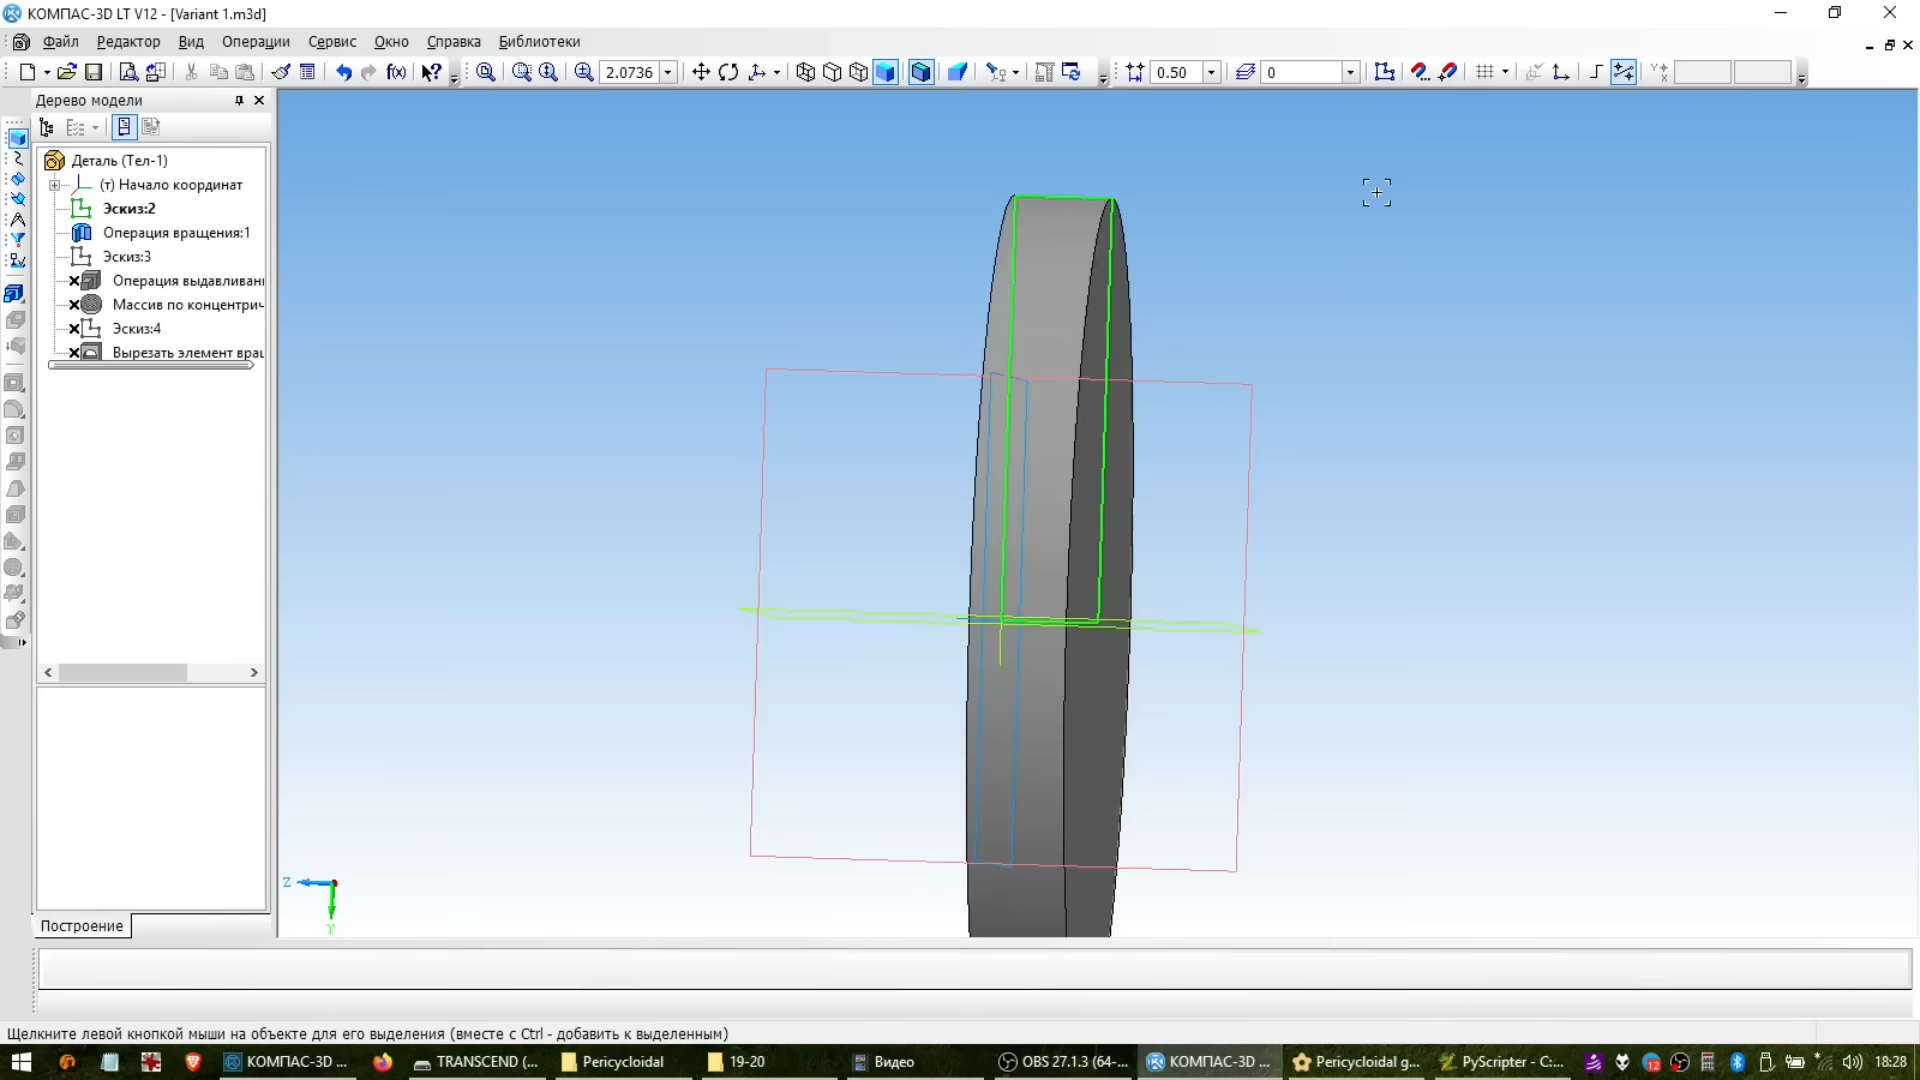 КОМПАС-3D LT V12 - [Variant 1.m3d]
Файл Редактор Вид Операции Сервис Окно Справка Библиотеки
f(x) 2.0736 0.50 0
Дерево модели
Деталь (Тел-1)
(т) Начало координат
Эскиз:2
Операция вращения:1
Эскиз:3
Операция выдавливани
Массив по концентрич
Эскиз:4
Вырезать элемент вращ
Z
Y
Построение
Щелкните левой кнопкой мыши на объекте для его выделения (вместе с Ctrl - добавить к выделенным)
КОМПАС-3D ... TRANSCEND (... Pericycloidal 19-20 Видео OBS 27.1.3 (64-... КОМПАС-3D ... Pericycloidal g... PyScripter - C:... 12 18:28